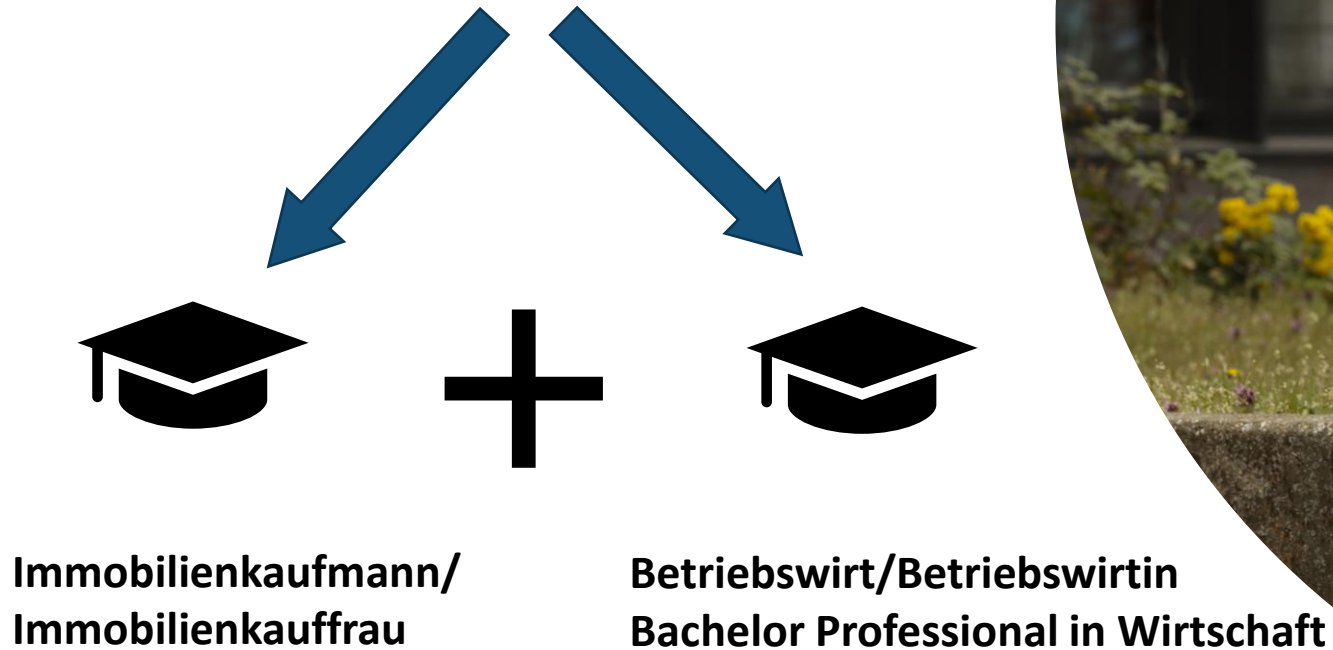 Immobilienkaufmann/
Immobilienkauffrau
Betriebswirt/Betriebswirtin
Bachelor Professional in Wirtschaft